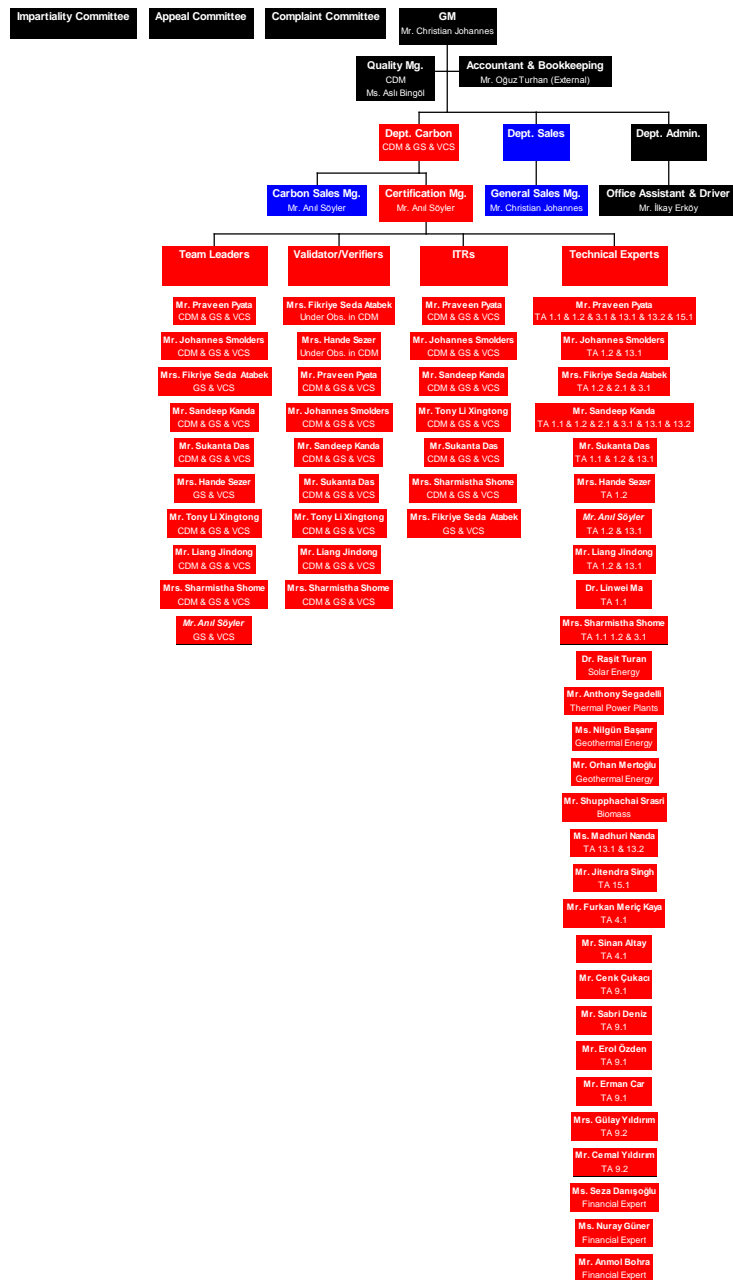 Impartiality Committee
Appeal Committee
Complaint Committee
GM
Mr. Christian Johannes
Quality Mg.
CDM
Ms. Aslı Bingöl
Accountant & Bookkeeping
Mr. Oğuz Turhan (External)
Dept. Carbon
CDM & GS & VCS
Dept. Sales
Dept. Admin.
Carbon Sales Mg.
Mr. Anıl Söyler
Certification Mg.
Mr. Anıl Söyler
General Sales Mg.
Mr. Christian Johannes
Office Assistant & Driver
Mr. İlkay Erköy
Team Leaders
Mr. Praveen Pyata
CDM & GS & VCS
Mr. Johannes Smolders
CDM & GS & VCS
Mrs. Fikriye Seda Atabek
GS & VCS
Mr. Sandeep Kanda
CDM & GS & VCS
Mr. Sukanta Das
CDM & GS & VCS
Mrs. Hande Sezer
GS & VCS
Mr. Tony Li Xingtong
CDM & GS & VCS
Mr. Liang Jindong
CDM & GS & VCS
Mrs. Sharmistha Shome
CDM & GS & VCS
Mr. Anıl Söyler
GS & VCS
Validator/Verifiers
Mrs. Fikriye Seda Atabek
Under Obs. in CDM
Mrs. Hande Sezer
Under Obs. in CDM
Mr. Praveen Pyata
CDM & GS & VCS
Mr. Johannes Smolders
CDM & GS & VCS
Mr. Sandeep Kanda
CDM & GS & VCS
Mr. Sukanta Das
CDM & GS & VCS
Mr. Tony Li Xingtong
CDM & GS & VCS
Mr. Liang Jindong
CDM & GS & VCS
Mrs. Sharmistha Shome
CDM & GS & VCS
ITRs
Mr. Praveen Pyata
CDM & GS & VCS
Mr. Johannes Smolders
CDM & GS & VCS
Mr. Sandeep Kanda
CDM & GS & VCS
Mr. Tony Li Xingtong
CDM & GS & VCS
Mr.Sukanta Das
CDM & GS & VCS
Mrs. Sharmistha Shome
CDM & GS & VCS
Mrs. Fikriye Seda Atabek
GS & VCS
Technical Experts
Mr. Praveen Pyata
TA 1.1 & 1.2 & 3.1 & 13.1 & 13.2 & 15.1
Mr. Johannes Smolders
TA 1.2 & 13.1
Mrs. Fikriye Seda Atabek
TA 1.2 & 2.1 & 3.1
Mr. Sandeep Kanda
TA 1.1 & 1.2 & 2.1 & 3.1 & 13.1 & 13.2
Mr. Sukanta Das
TA 1.1 & 1.2 & 13.1
Mrs. Hande Sezer
TA 1.2
Mr. Anıl Söyler
TA 1.2 & 13.1
Mr. Liang Jindong
TA 1.2 & 13.1
Dr. Linwei Ma
TA 1.1
Mrs. Sharmistha Shome
TA 1.1 1.2 & 3.1
Dr. Raşit Turan
Solar Energy
Mr. Anthony Segadelli
Thermal Power Plants
Ms. Nilgün Başarır
Geothermal Energy
Mr. Orhan Mertoğlu
Geothermal Energy
Mr. Shupphachai Srasri
Biomass
Ms. Madhuri Nanda
TA 13.1 & 13.2
Mr. Jitendra Singh
TA 15.1
Mr. Furkan Meriç Kaya
TA 4.1
Mr. Sinan Altay
TA 4.1
Mr. Cenk Çukacı
TA 9.1
Mr. Sabri Deniz
TA 9.1
Mr. Erol Özden
TA 9.1
Mr. Erman Car
TA 9.1
Mrs. Gülay Yıldırım
TA 9.2
Mr. Cemal Yıldırım
TA 9.2
Ms. Seza Danışoğlu
Financial Expert
Ms. Nuray Güner
Financial Expert
Mr. Anmol Bohra
Financial Expert